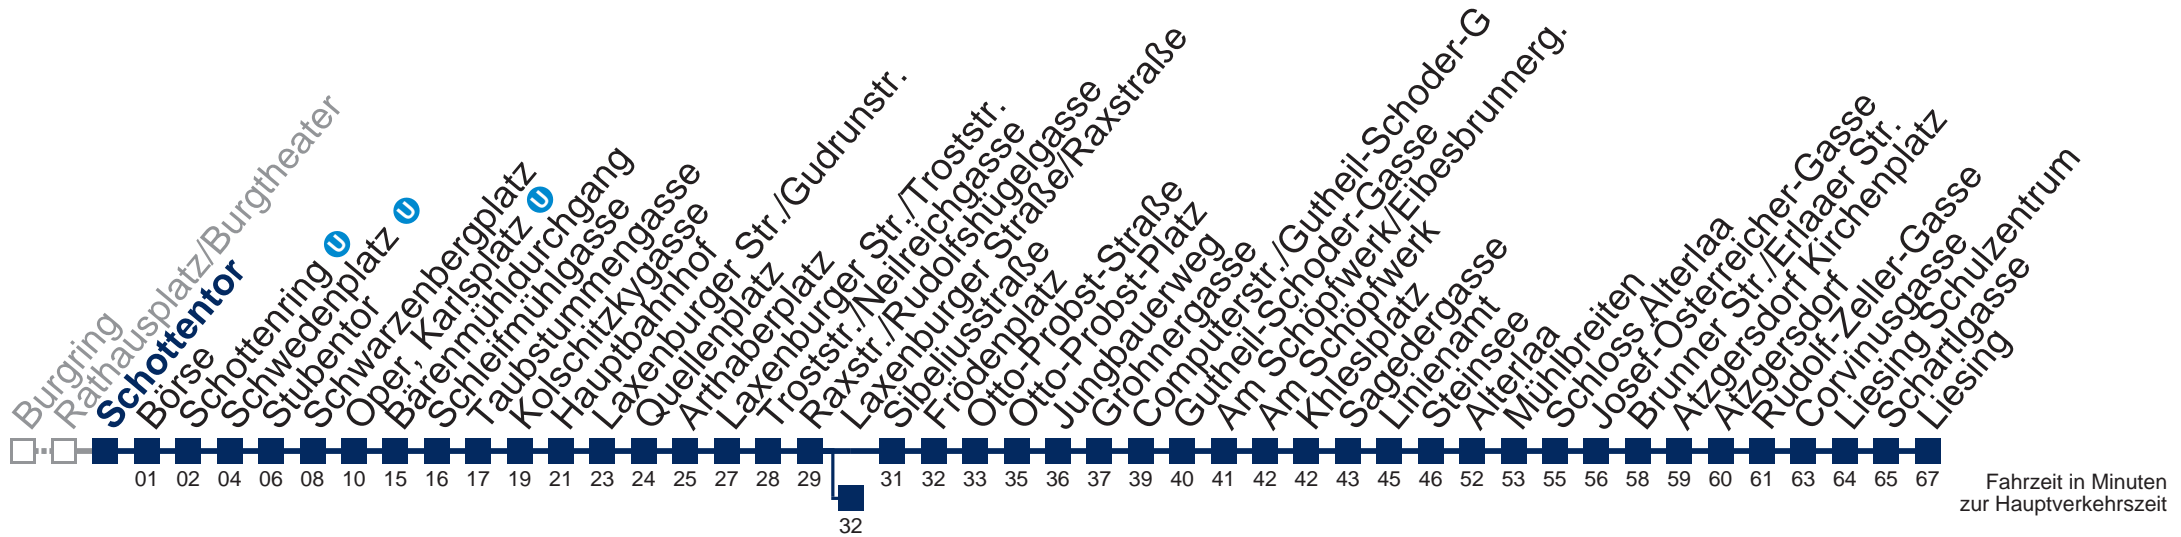 Burgring
Rathausplatz/Burgtheater
Schottentor
Börse
Schottenring U
Schwedenplatz U
Stubentor
Schwarzenbergplatz
Oper, Karlsplatz U
Bärenmühldurchgang
Schleifmühlgasse
Taubstummengasse
Kolschitzkygasse
Hauptbahnhof
Laxenburger Str./Gudrunstr.
Quellenplatz
Arthaberplatz
Laxenburger Str./Troststr.
Troststr./Neilreichgasse
Raxstr./Rudolfshügelgasse
Laxenburger Straße/Raxstraße
Sibeliusstraße
Frödenplatz
Otto-Probst-Straße
Otto-Probst-Platz
Jungbauerweg
Grohnergasse
Computerstr./Gutheil-Schoder-G
Gutheil-Schoder-Gasse
Am Schöpfwerk/Eibesbrunnerg.
Am Schöpfwerk
Khleslplatz
Sagedergasse
Linienamt
Steinsee
Alterlaa
Mühlbreiten
Schloss Alterlaa
Josef-Österreicher-Gasse
Brunner Str./Erlaaer Str.
Atzgersdorf Kirchenplatz
Atzgersdorf
Rudolf-Zeller-Gasse
Corvinusgasse
Liesing Schulzentrum
Schartlgasse
Liesing
01 02 04 06 08 10 15 16 17 19 21 23 24 25 27 28 29 31 32 33 35 36 37 39 40 41 42 42 43 45 46 52 53 55 56 58 59 60 61 63 64 65 67
32
Fahrzeit in Minuten
zur Hauptverkehrszeit